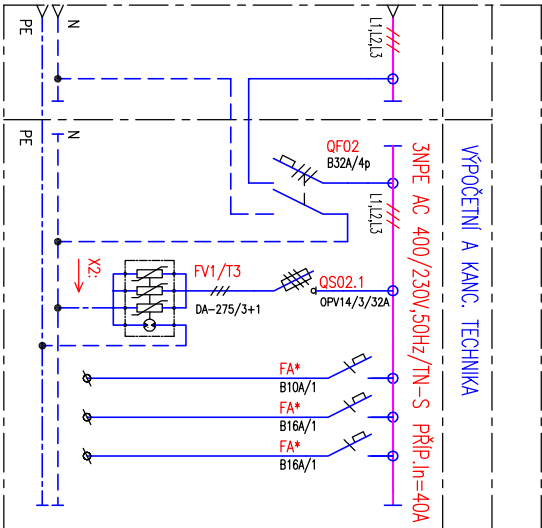 PE
N
L1,L2,L3
VÝPOČETNÍ A KANC. TECHNIKA
3NPE AC 400/230V,50Hz/TN-S PŘÍP.In=40A
PE
N
L1,L2,L3
QF02
B32A/4p
X2:
FV1/T3
DA-275/3+1
QS02.1
OPV14/3/32A
FA*
B10A/1
FA*
B16A/1
FA*
B16A/1